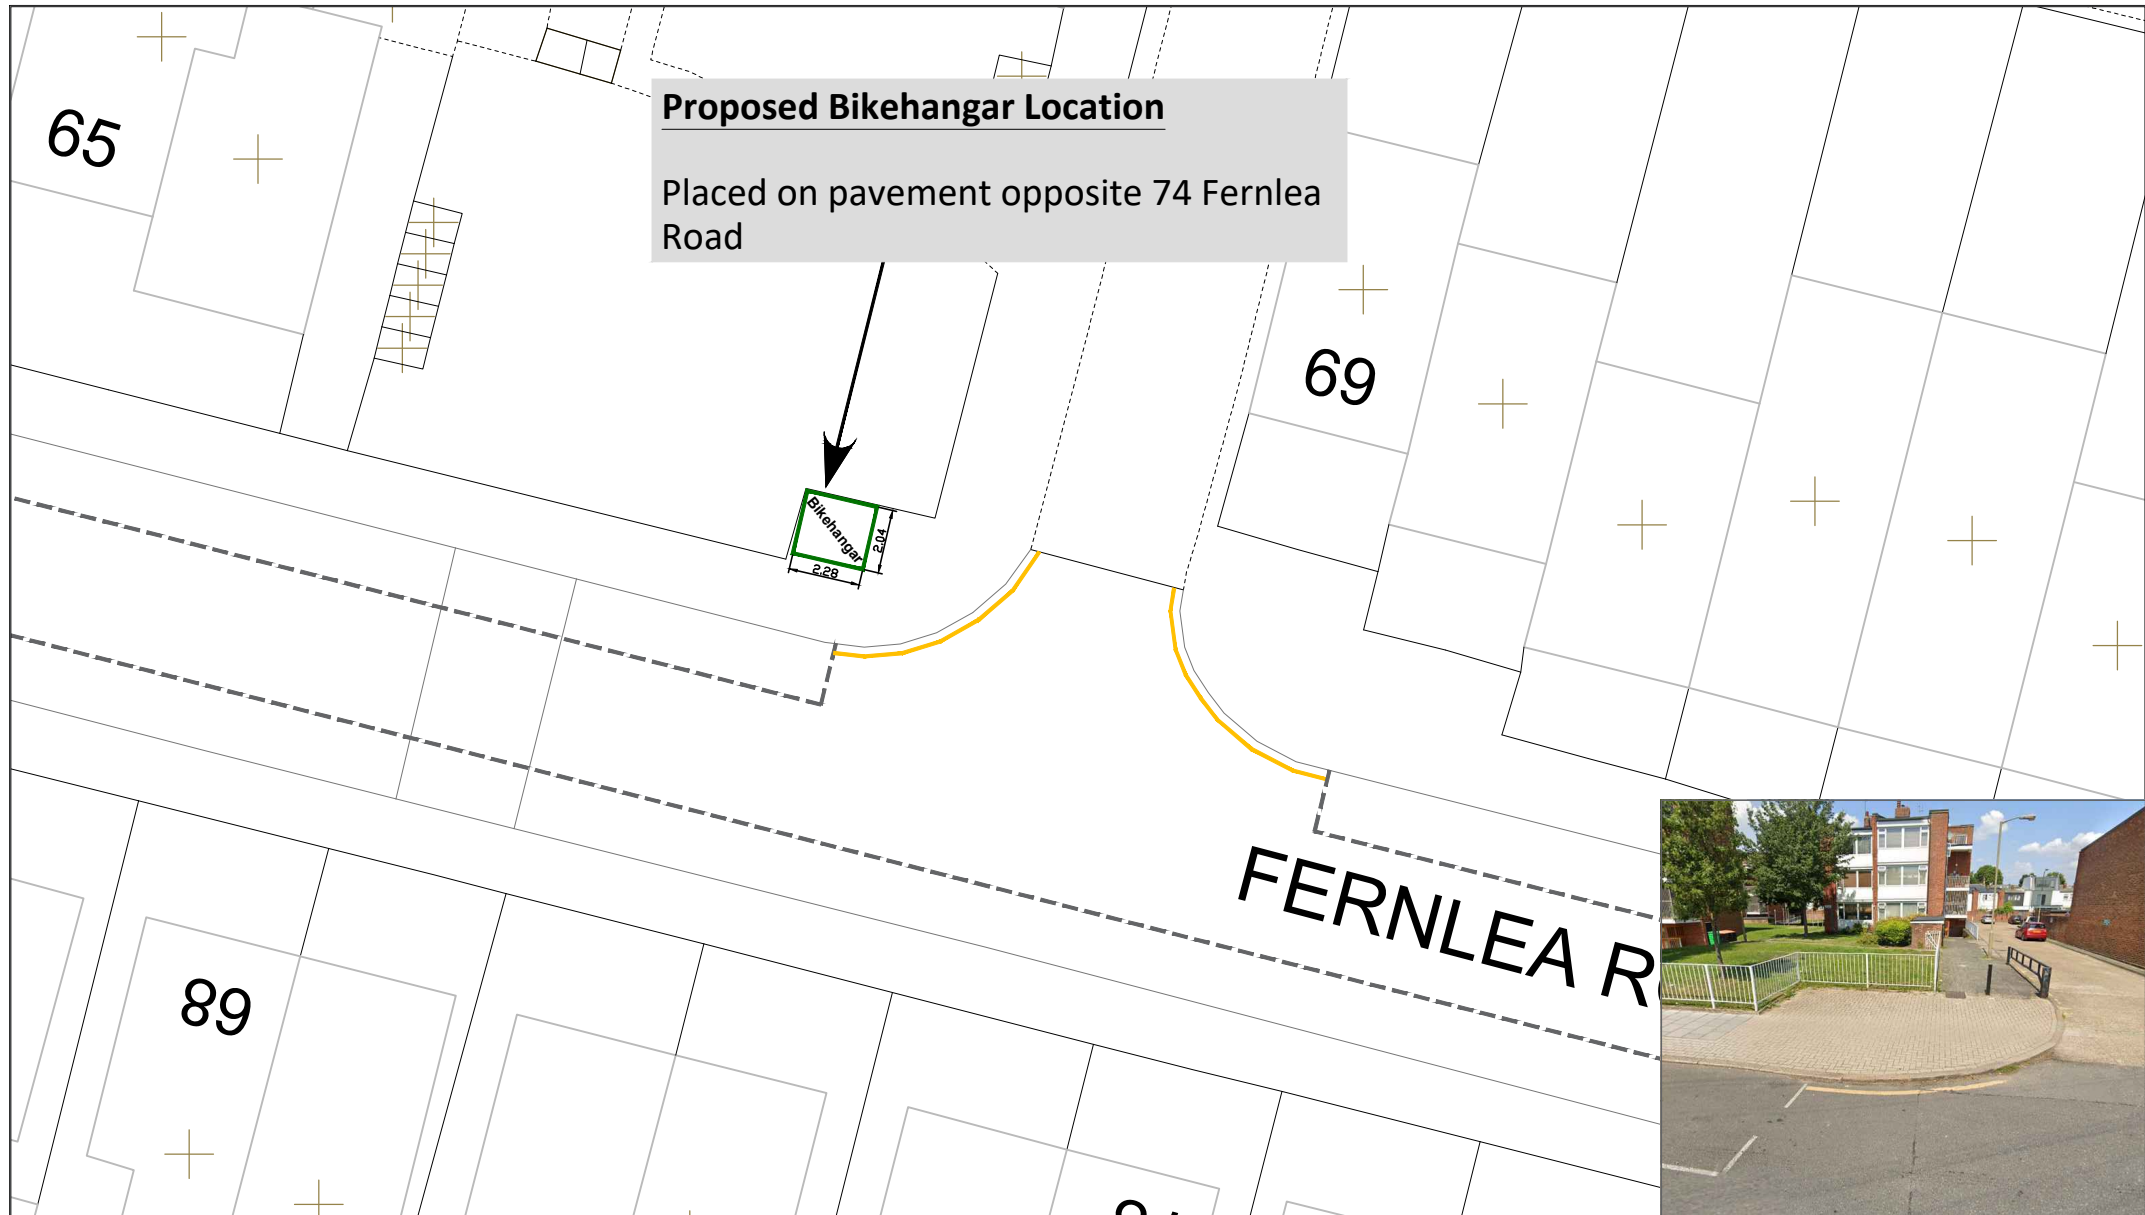 65
Proposed Bikehangar Location
Placed on pavement opposite 74 Fernlea
Road
69
Bikehangar
2.04
2.28
FERNLEA R
89